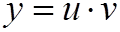 y = u · v